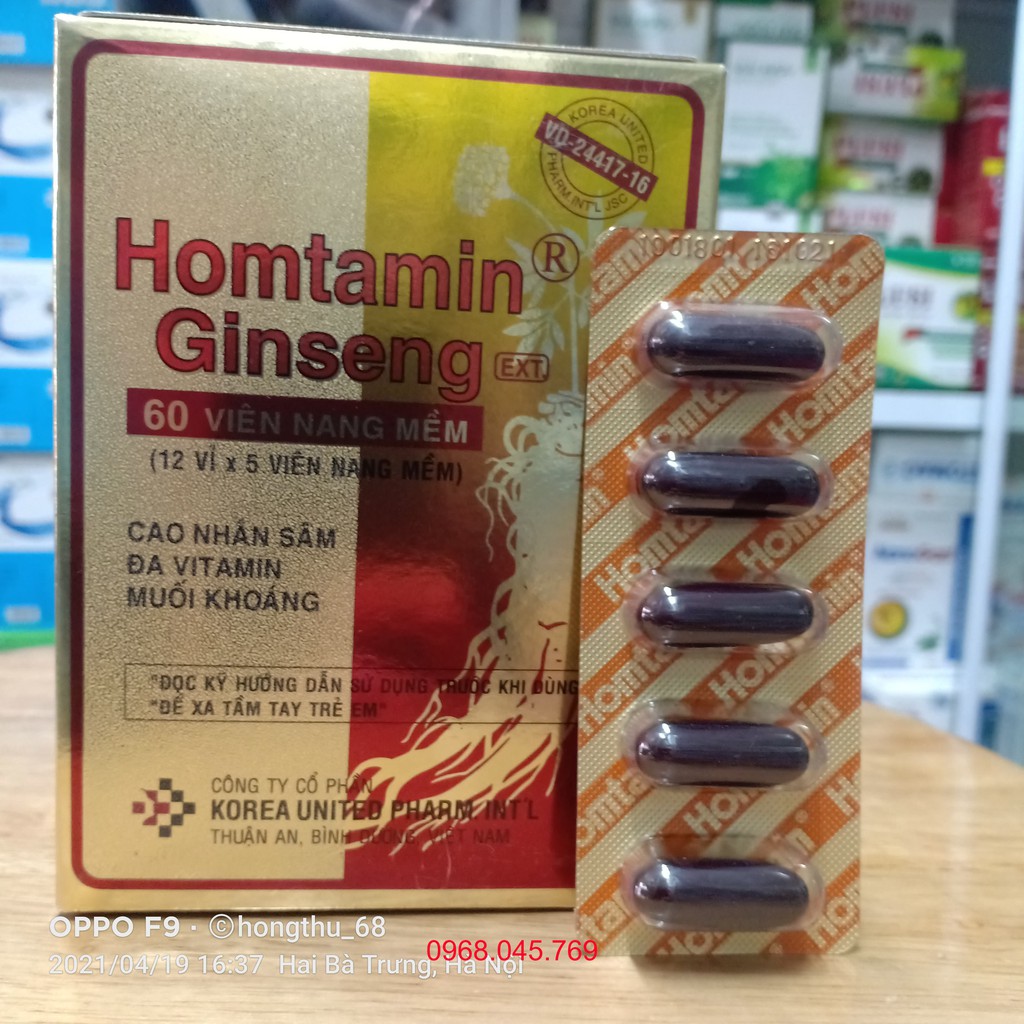 KOREA UNITED
VD-24417-16
PHARM.INT'L JSC
Homtamin®
Ginseng EXT.
60 VIÊN NANG MỀM
(12 VỈ x 5 VIÊN NANG MỀM)
CAO NHÂN SÂM
ĐA VITAMIN
MUỐI KHOÁNG
"ĐỌC KỸ HƯỚNG DẪN SỬ DỤNG TRƯỚC KHI DÙNG
"ĐỂ XA TẦM TAY TRẺ EM"
CÔNG TY CỔ PHẦN
KOREA UNITED PHARM. INT'L
THUẬN AN, BÌNH DƯƠNG, VIỆT NAM
1001801 161021
Homtamin
OPPO F9 · ©hongthu_68
2021/04/19 16:37 Hai Bà Trưng, Hà Nội
0968.045.769